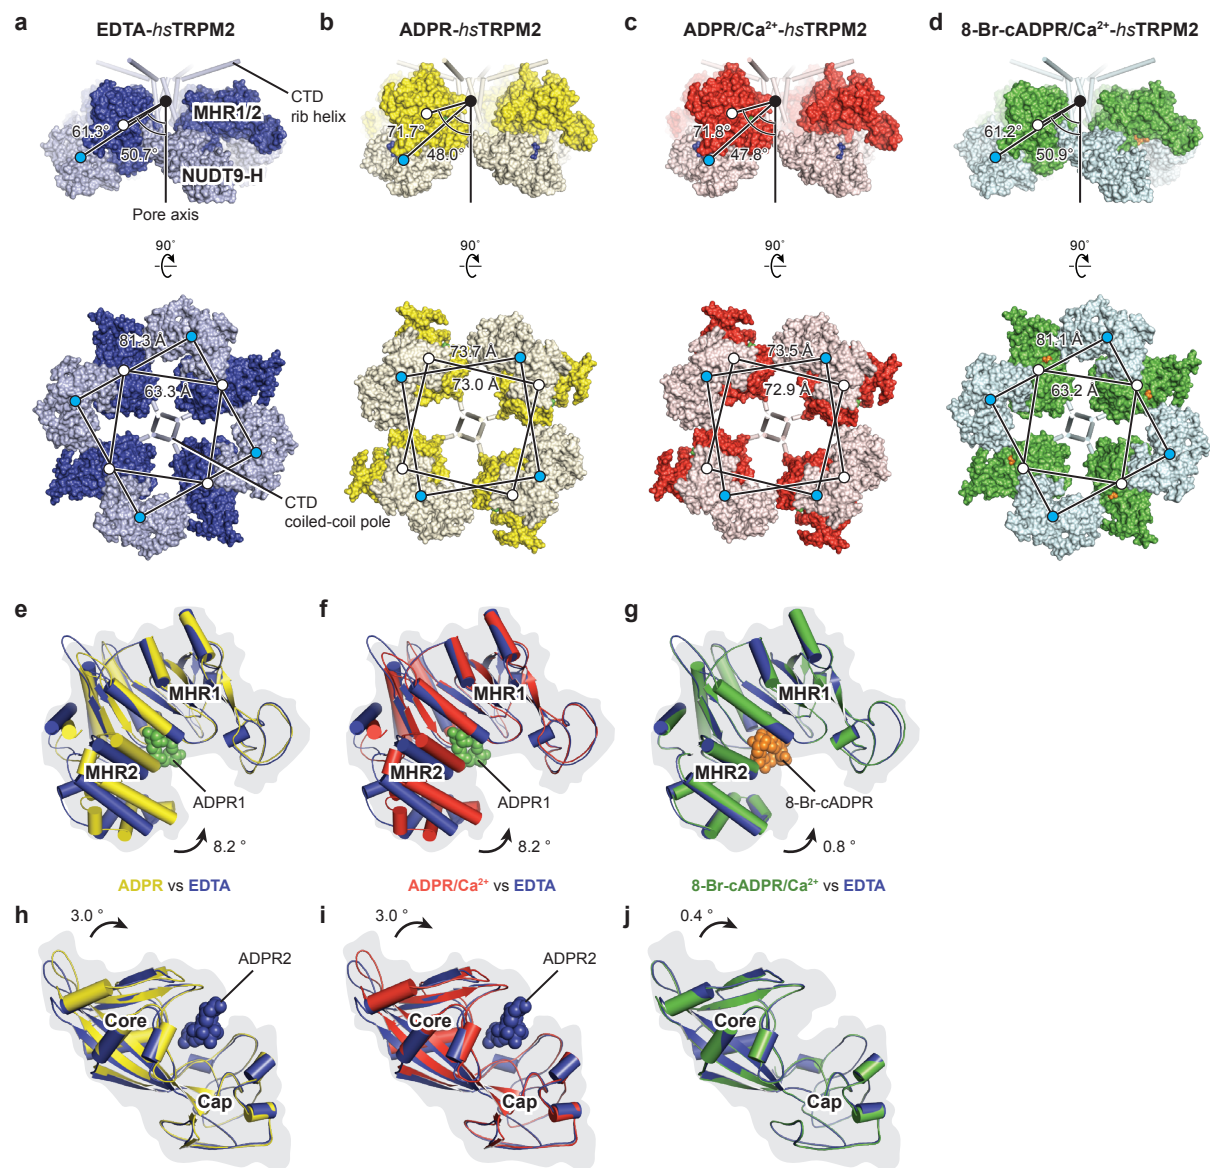 a
EDTA-hsTRPM2
b
ADPR-hsTRPM2
c
ADPR/Ca²⁺-hsTRPM2
d
8-Br-cADPR/Ca²⁺-hsTRPM2
CTD
rib helix
MHR1/2
61.3°
50.7°
NUDT9-H
Pore axis
71.7°
48.0°
71.8°
47.8°
61.2°
50.9°
90°
90°
90°
90°
81.3 Å
63.3 Å
CTD
coiled-coil pole
73.7 Å
73.0 Å
73.5 Å
72.9 Å
81.1 Å
63.2 Å
e
MHR1
MHR2
ADPR1
8.2 °
f
MHR1
MHR2
ADPR1
8.2 °
g
MHR1
MHR2
8-Br-cADPR
0.8 °
ADPR vs EDTA
ADPR/Ca²⁺ vs EDTA
8-Br-cADPR/Ca²⁺ vs EDTA
h
3.0 °
ADPR2
Core
Cap
i
3.0 °
ADPR2
Core
Cap
j
0.4 °
Core
Cap